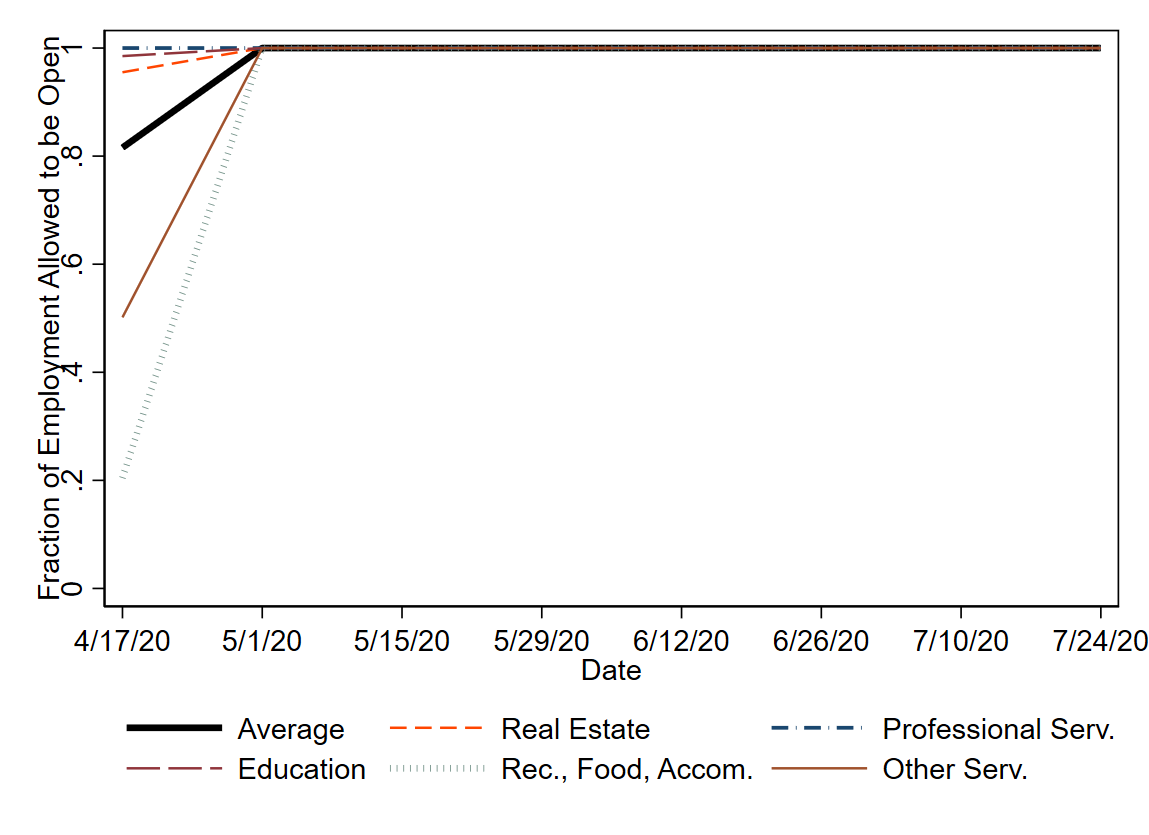 Fraction of Employment Allowed to be Open
1
.8
.6
.4
.2
0
4/17/20 5/1/20 5/15/20 5/29/20 6/12/20 6/26/20 7/10/20 7/24/20
Date
Average Real Estate Professional Serv.
Education Rec., Food, Accom. Other Serv.